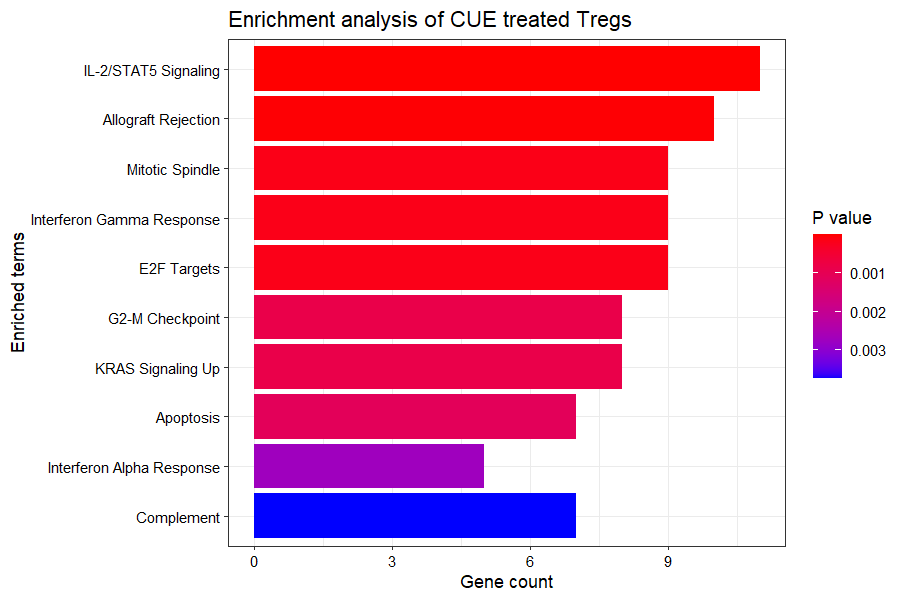 Enrichment analysis of CUE treated Tregs
IL-2/STAT5 Signaling
Allograft Rejection
Mitotic Spindle
Interferon Gamma Response
E2F Targets
G2-M Checkpoint
KRAS Signaling Up
Apoptosis
Interferon Alpha Response
Complement
Enriched terms
0 3 6 9
Gene count
P value
0.001
0.002
0.003